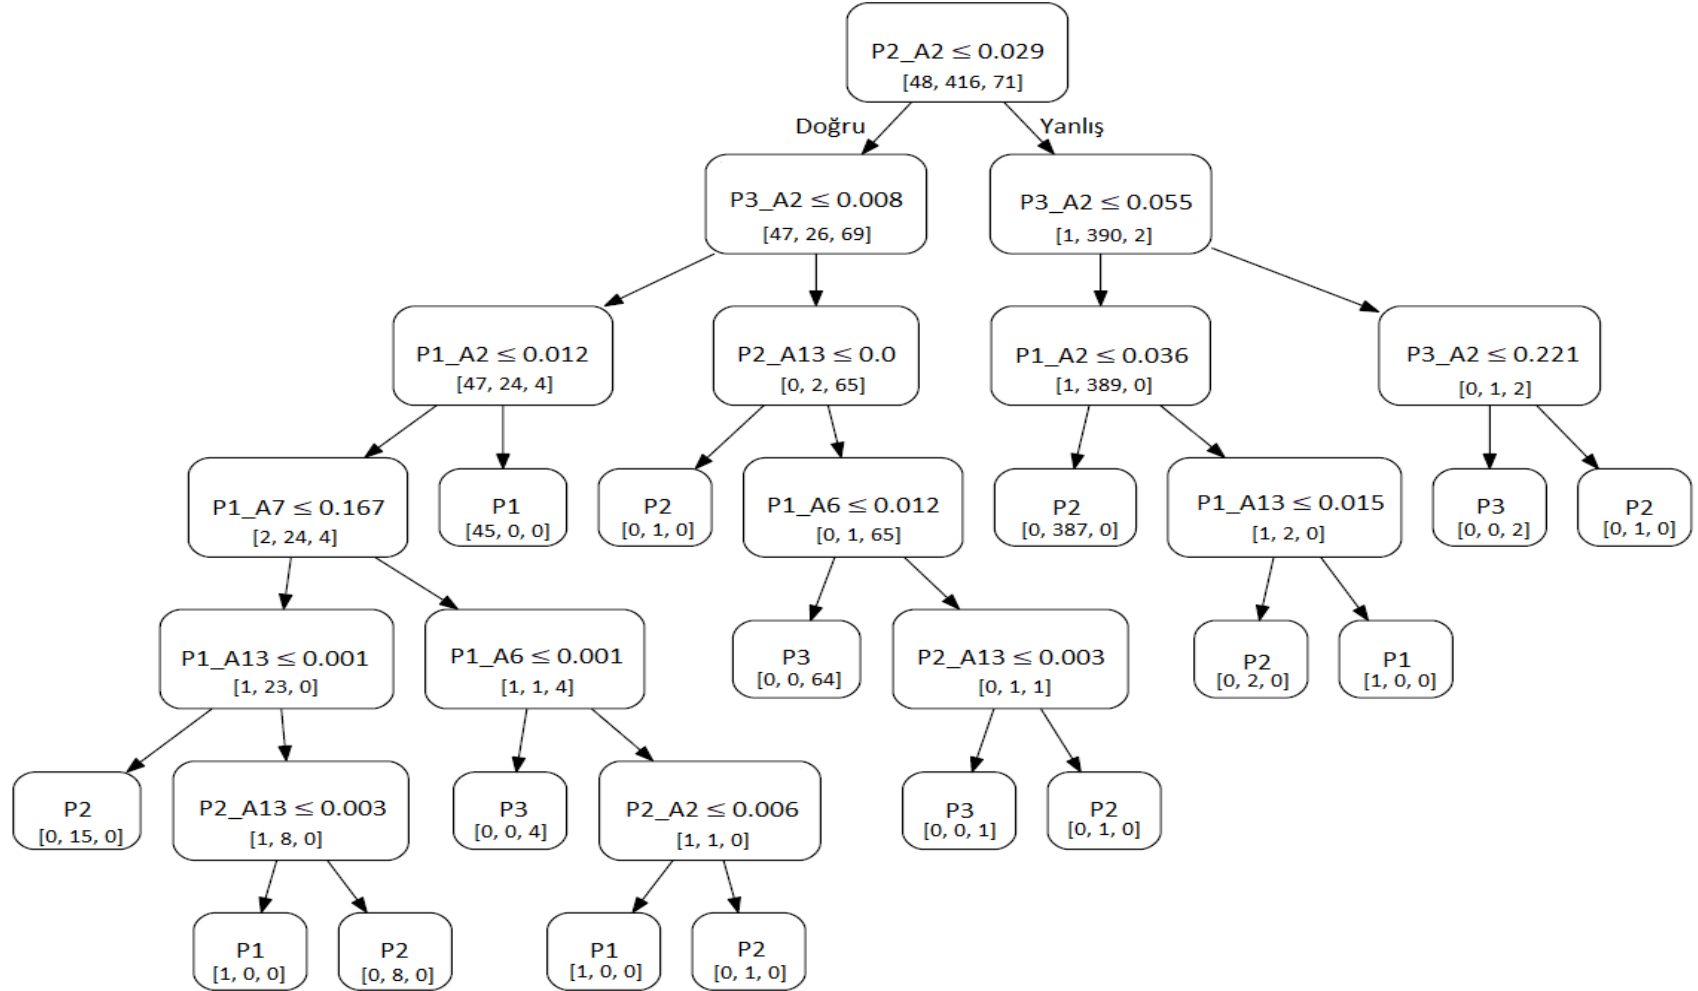 P2_A2 ≤ 0.029
[48, 416, 71]
Doğru
Yanlış
P3_A2 ≤ 0.008
[47, 26, 69]
P3_A2 ≤ 0.055
[1, 390, 2]
P1_A2 ≤ 0.012
[47, 24, 4]
P2_A13 ≤ 0.0
[0, 2, 65]
P1_A2 ≤ 0.036
[1, 389, 0]
P3_A2 ≤ 0.221
[0, 1, 2]
P1_A7 ≤ 0.167
[2, 24, 4]
P1
[45, 0, 0]
P2
[0, 1, 0]
P1_A6 ≤ 0.012
[0, 1, 65]
P2
[0, 387, 0]
P1_A13 ≤ 0.015
[1, 2, 0]
P3
[0, 0, 2]
P2
[0, 1, 0]
P1_A13 ≤ 0.001
[1, 23, 0]
P1_A6 ≤ 0.001
[1, 1, 4]
P3
[0, 0, 64]
P2_A13 ≤ 0.003
[0, 1, 1]
P2
[0, 2, 0]
P1
[1, 0, 0]
P2
[0, 15, 0]
P2_A13 ≤ 0.003
[1, 8, 0]
P3
[0, 0, 4]
P2_A2 ≤ 0.006
[1, 1, 0]
P3
[0, 0, 1]
P2
[0, 1, 0]
P1
[1, 0, 0]
P2
[0, 8, 0]
P1
[1, 0, 0]
P2
[0, 1, 0]